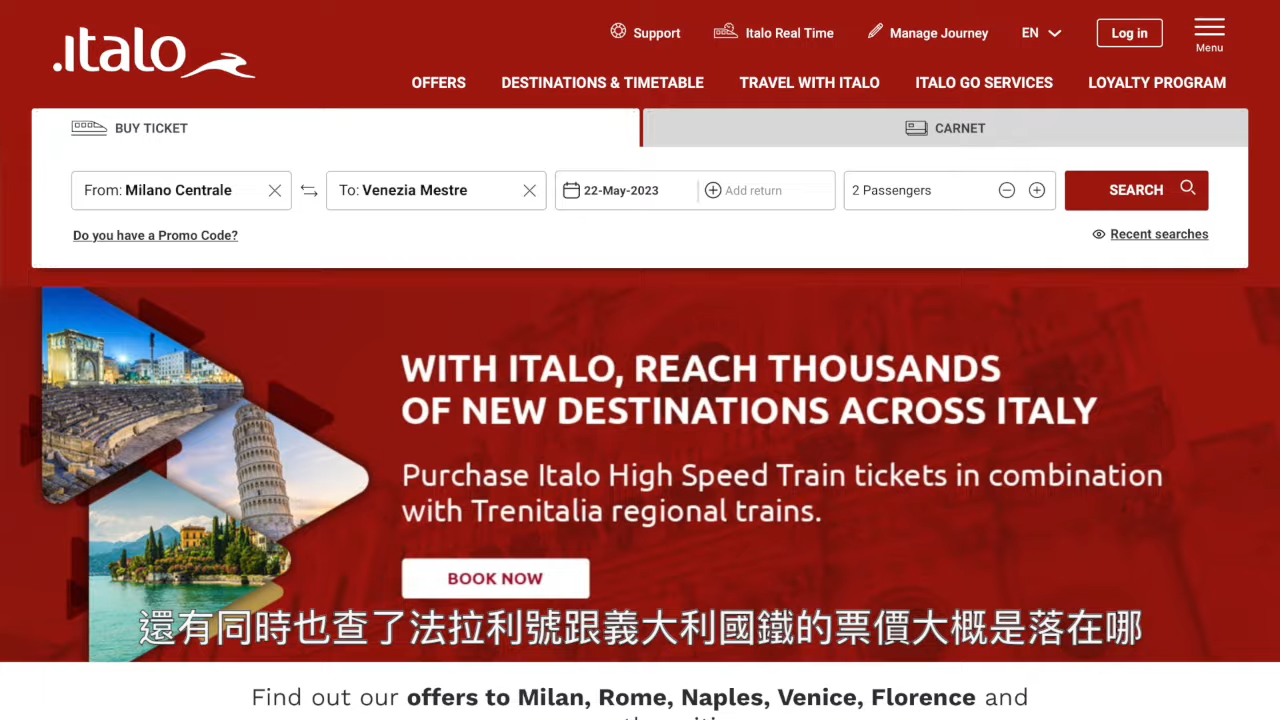 .italo
Support
Italo Real Time
Manage Journey
EN
Log in
Menu
OFFERS
DESTINATIONS & TIMETABLE
TRAVEL WITH ITALO
ITALO GO SERVICES
LOYALTY PROGRAM
BUY TICKET
CARNET
From: Milano Centrale
To: Venezia Mestre
22-May-2023
Add return
2 Passengers
SEARCH
Do you have a Promo Code?
Recent searches
WITH ITALO, REACH THOUSANDS
OF NEW DESTINATIONS ACROSS ITALY
Purchase Italo High Speed Train tickets in combination
with Trenitalia regional trains.
BOOK NOW
還有同時也查了法拉利號跟義大利國鐵的票價大概是落在哪
Find out our offers to Milan, Rome, Naples, Venice, Florence and